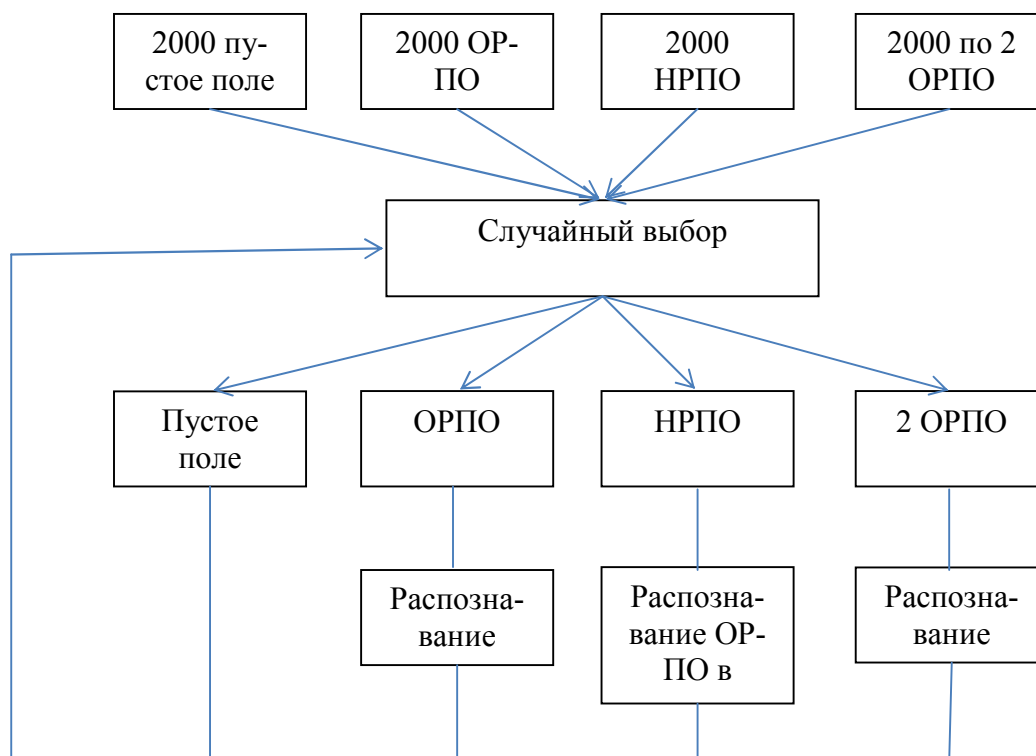 2000 пу-
стое поле
2000 ОР-
ПО
2000
НРПО
2000 по 2
ОРПО
Случайный выбор
Пустое
поле
ОРПО
НРПО
2 ОРПО
Распозна-
вание
Распозна-
вание ОР-
ПО в
Распозна-
вание